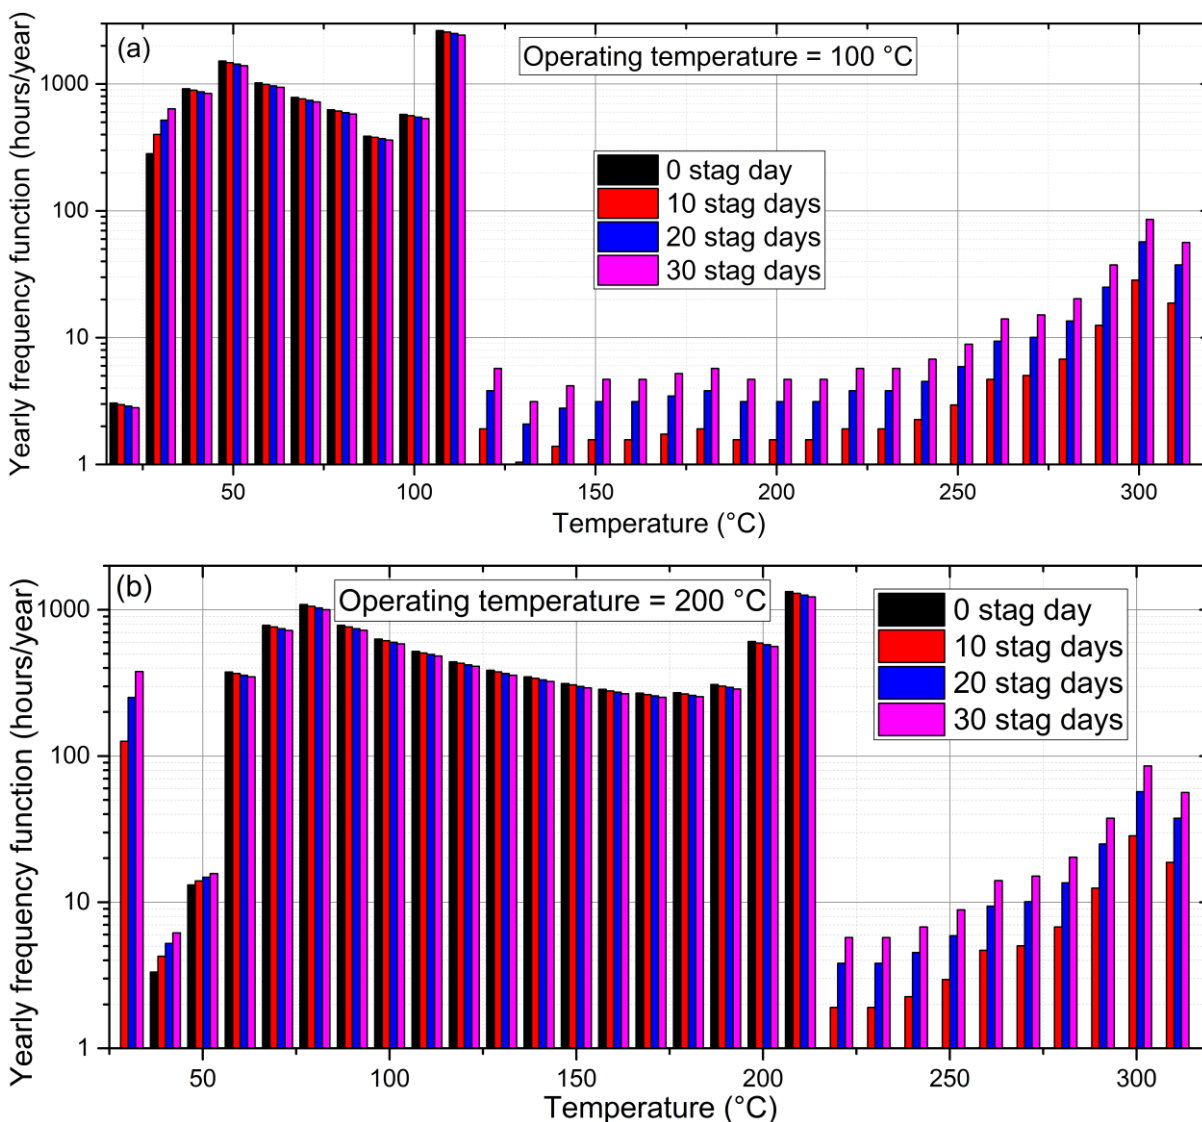 (a)
Operating temperature = 100 °C
Yearly frequency function (hours/year)
1000
100
10
1
0 stag day
10 stag days
20 stag days
30 stag days
50
100
150
200
250
300
Temperature (°C)
(b)
Operating temperature = 200 °C
Yearly frequency function (hours/year)
1000
100
10
1
0 stag day
10 stag days
20 stag days
30 stag days
50
100
150
200
250
300
Temperature (°C)